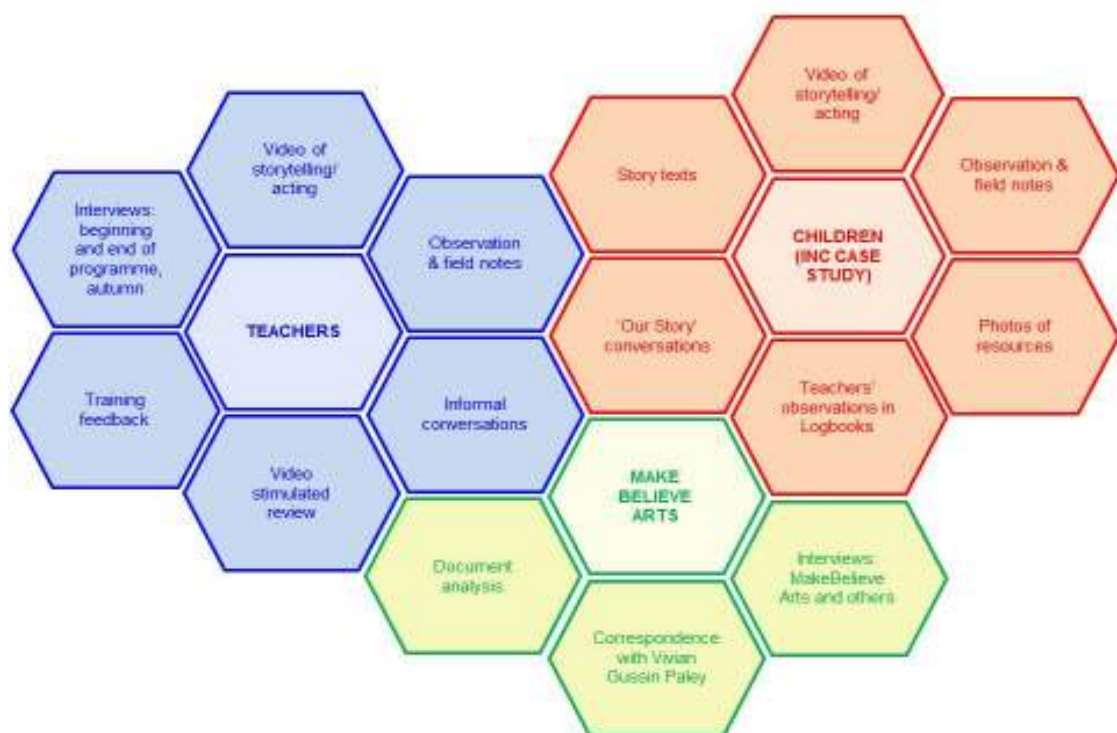 Video of
storytelling/
acting
Interviews:
beginning
and end of
programme,
autumn
Observation
& field notes
TEACHERS
Training
feedback
Informal
conversations
Video
stimulated
review
Video of
storytelling/
acting
Story texts
Observation &
field notes
CHILDREN
(INC CASE
STUDY)
'Our Story'
conversations
Photos of
resources
Teachers'
observations in
Logbooks
MAKE
BELIEVE
ARTS
Document
analysis
Interviews:
MakeBelieve
Arts and others
Correspondence
with Vivian
Gussin Paley